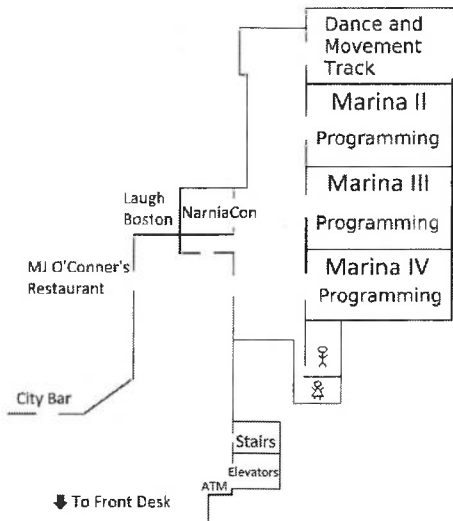 Dance and
Movement
Track
Marina II
Programming
Laugh
Boston
NarniaCon
Marina III
Programming
MJ O'Conner's
Restaurant
Marina IV
Programming
City Bar
Stairs
Elevators
ATM
To Front Desk